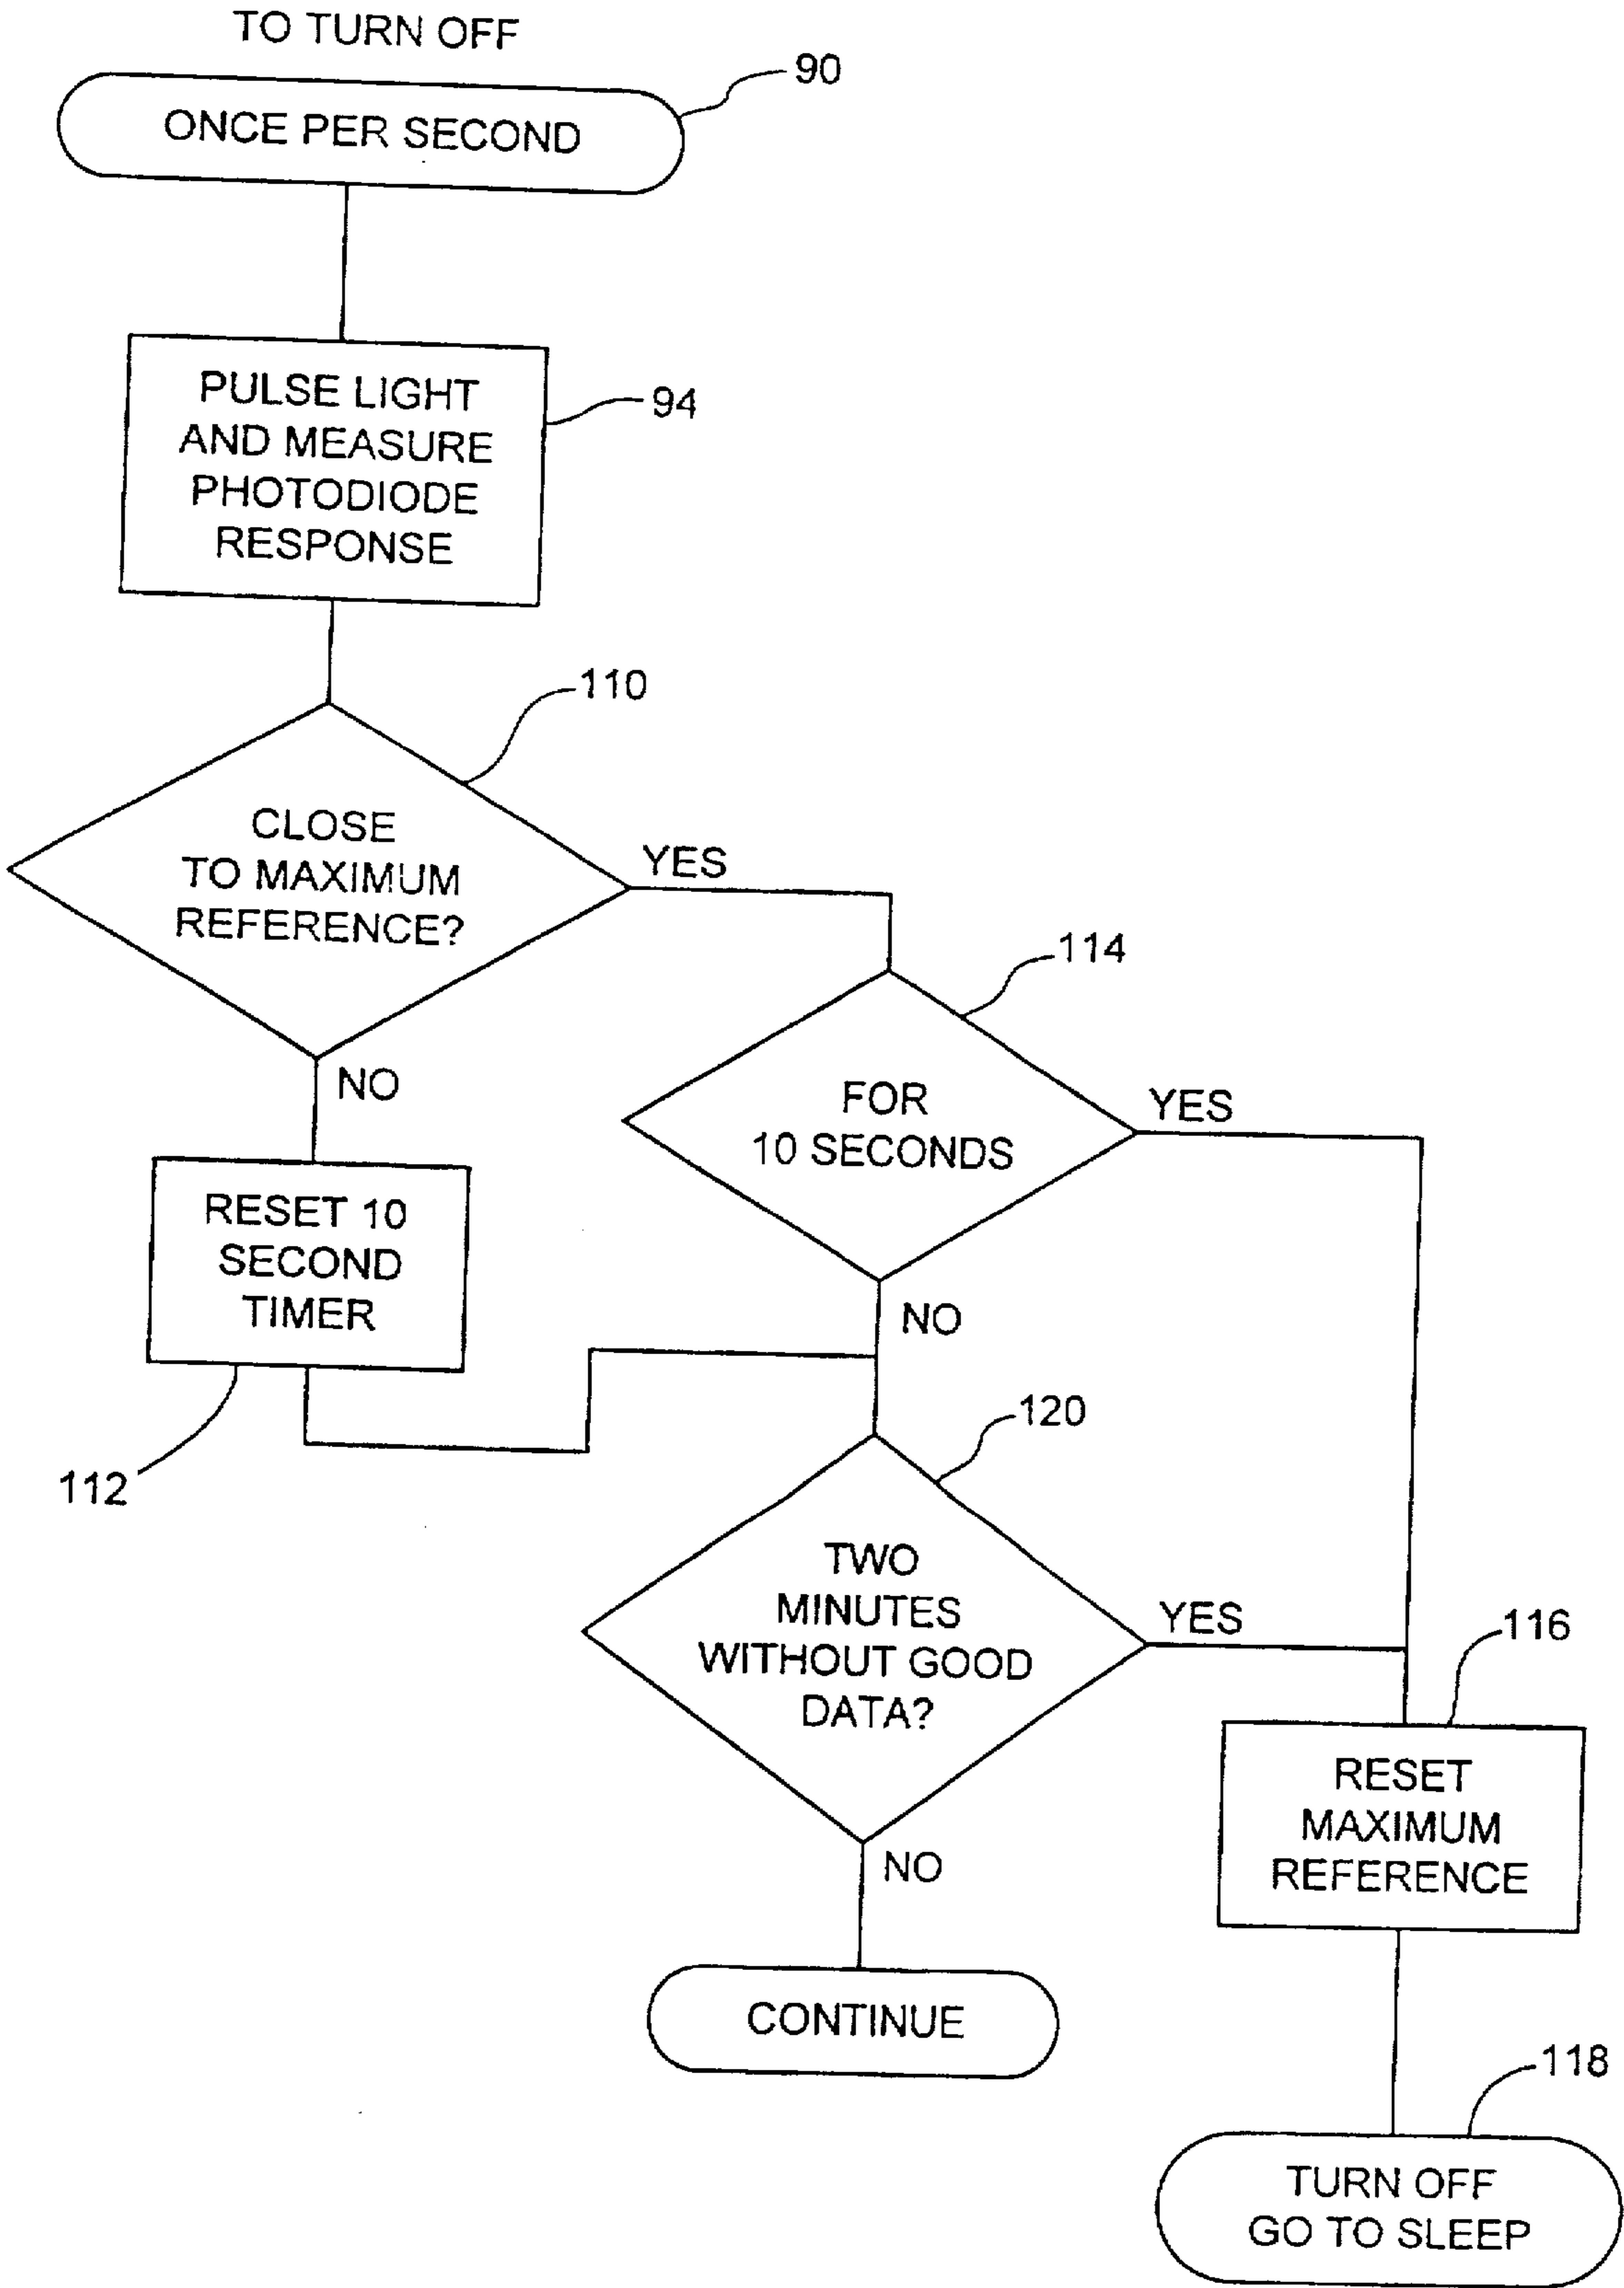 TO TURN OFF
90
ONCE PER SECOND
PULSE LIGHT
AND MEASURE
PHOTODIODE
RESPONSE
94
110
CLOSE
TO MAXIMUM
REFERENCE?
YES
NO
114
FOR
10 SECONDS
YES
NO
RESET 10
SECOND
TIMER
112
120
TWO
MINUTES
WITHOUT GOOD
DATA?
YES
NO
116
RESET
MAXIMUM
REFERENCE
CONTINUE
118
TURN OFF
GO TO SLEEP